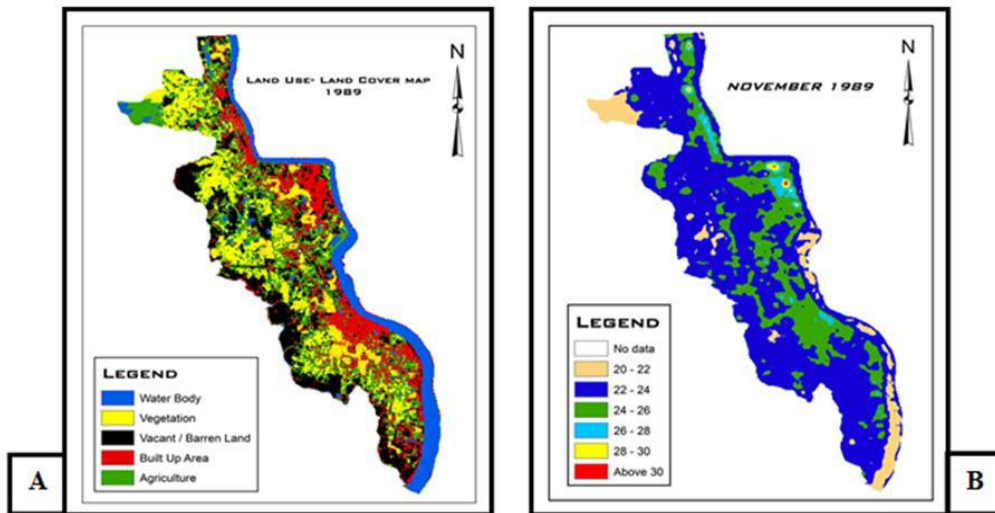 N
Land Use- Land Cover map
1989
Legend
Water Body
Vegetation
Vacant / Barren Land
Built Up Area
Agriculture
A
N
NOVEMBER 1989
Legend
No data
20 - 22
22 - 24
24 - 26
26 - 28
28 - 30
Above 30
B